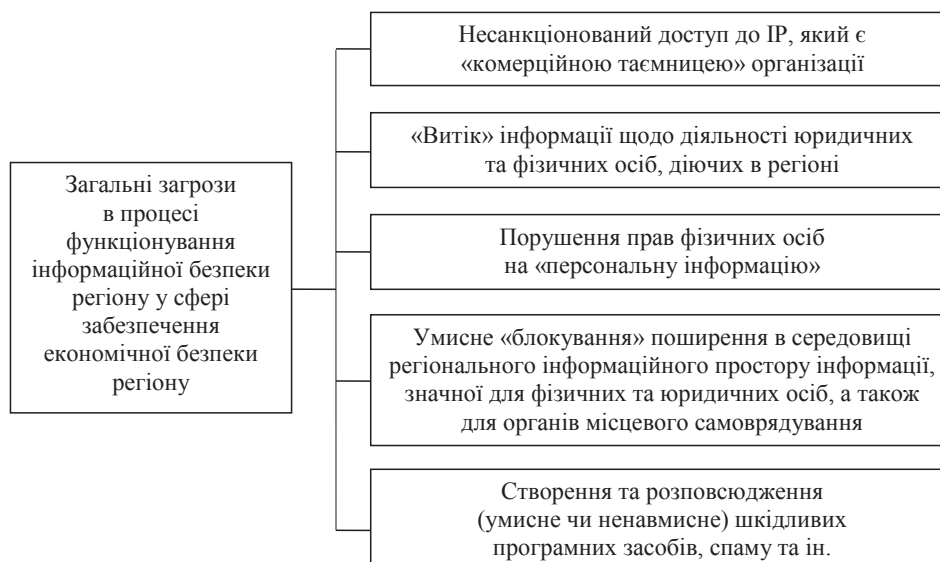 Загальні загрози
в процесі
функціонування
інформаційної безпеки
регіону у сфері
забезпечення
економічної безпеки
регіону
Несанкціонований доступ до ІР, який є
«комерційною таємницею» організації
«Витік» інформації щодо діяльності юридичних
та фізичних осіб, діючих в регіоні
Порушення прав фізичних осіб
на «персональну інформацію»
Умисне «блокування» поширення в середовищі
регіонального інформаційного простору інформації,
значної для фізичних та юридичних осіб, а також
для органів місцевого самоврядування
Створення та розповсюдження
(умисне чи ненавмисне) шкідливих
програмних засобів, спаму та ін.